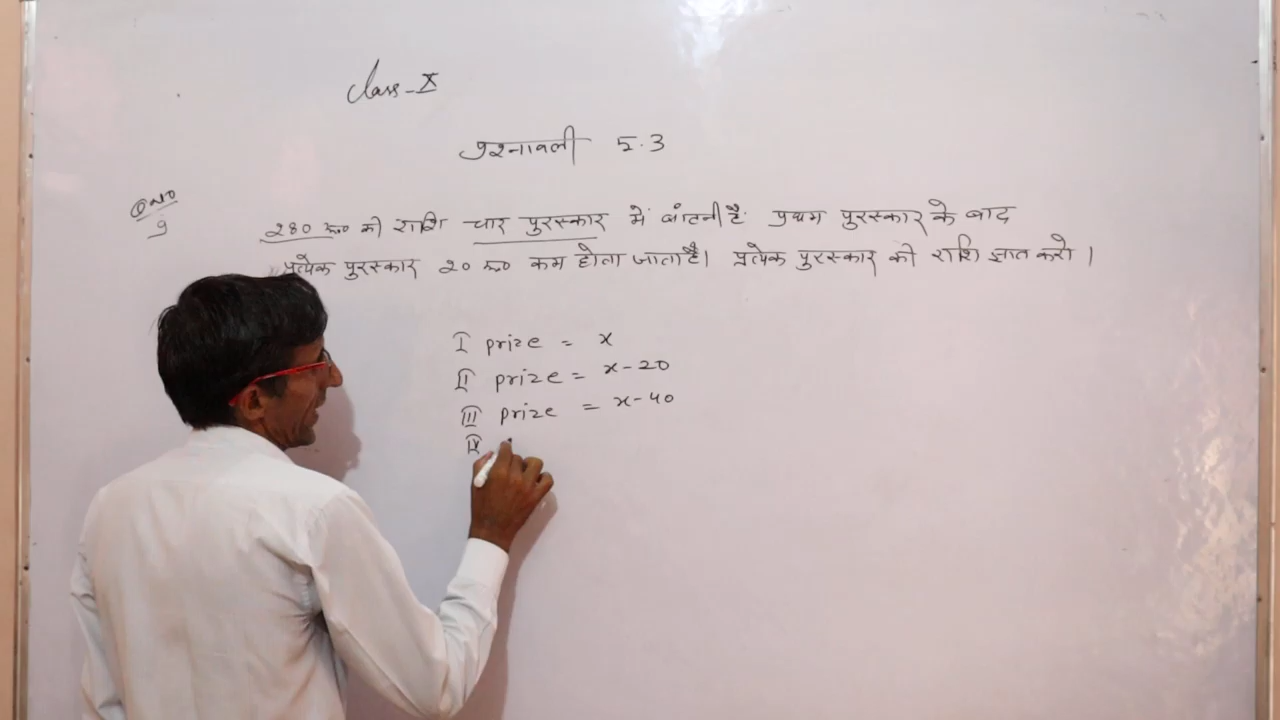 Class-X
प्रश्नावली 5.3
Q No
9
280 रू० की राशि चार पुरस्कार में बांटनी है प्रथम पुरस्कार के बाद
प्रत्येक पुरस्कार 20 रू० कम होता जाता है। प्रत्येक पुरस्कार की राशि ज्ञात करो ।
I prize = x
II prize = x-20
III prize = x-40
IV